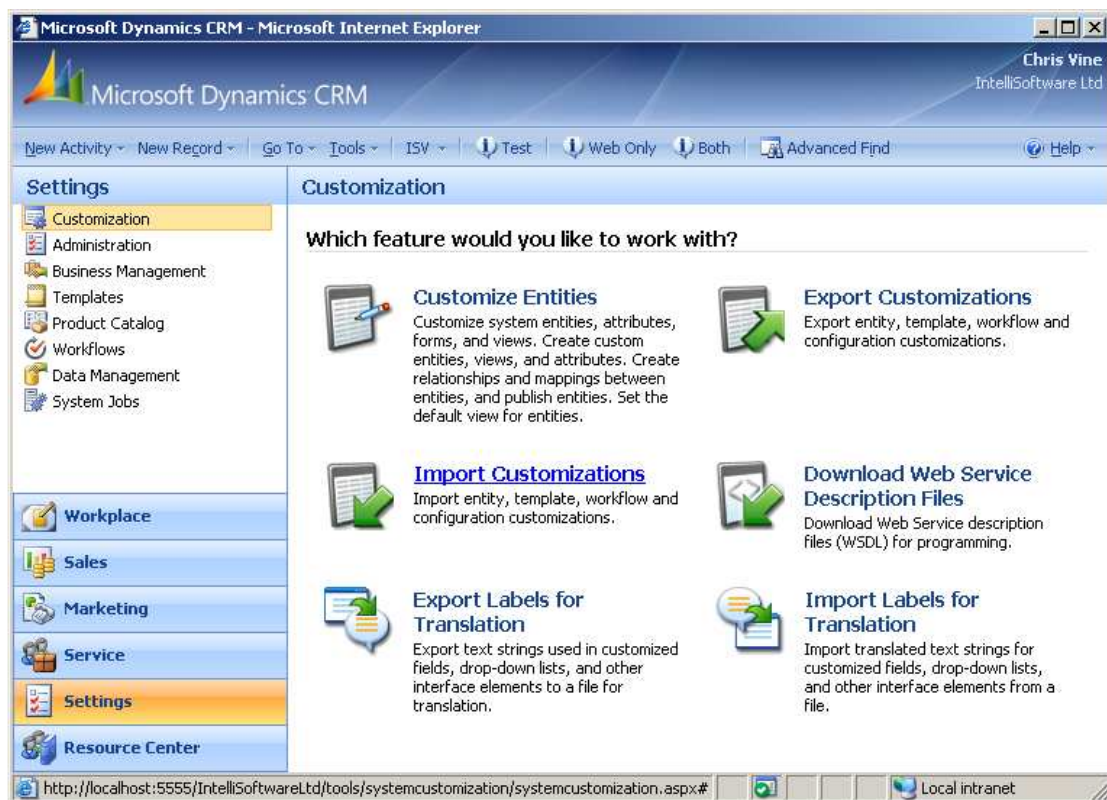 Microsoft Dynamics CRM - Microsoft Internet Explorer
Microsoft Dynamics CRM
Chris Vine
IntelliSoftware Ltd
New Activity New Record Go To Tools ISV Test Web Only Both Advanced Find Help
Settings
Customization
Administration
Business Management
Templates
Product Catalog
Workflows
Data Management
System Jobs
Workplace
Sales
Marketing
Service
Settings
Resource Center
Customization
Which feature would you like to work with?
Customize Entities
Customize system entities, attributes,
forms, and views. Create custom
entities, views, and attributes. Create
relationships and mappings between
entities, and publish entities. Set the
default view for entities.
Export Customizations
Export entity, template, workflow and
configuration customizations.
Import Customizations
Import entity, template, workflow and
configuration customizations.
Download Web Service
Description Files
Download Web Service description
files (WSDL) for programming.
Export Labels for
Translation
Export text strings used in customized
fields, drop-down lists, and other
interface elements to a file for
translation.
Import Labels for
Translation
Import translated text strings for
customized fields, drop-down lists,
and other interface elements from a
file.
http://localhost:5555/IntelliSoftwareLtd/tools/systemcustomization/systemcustomization.aspx#
Local intranet